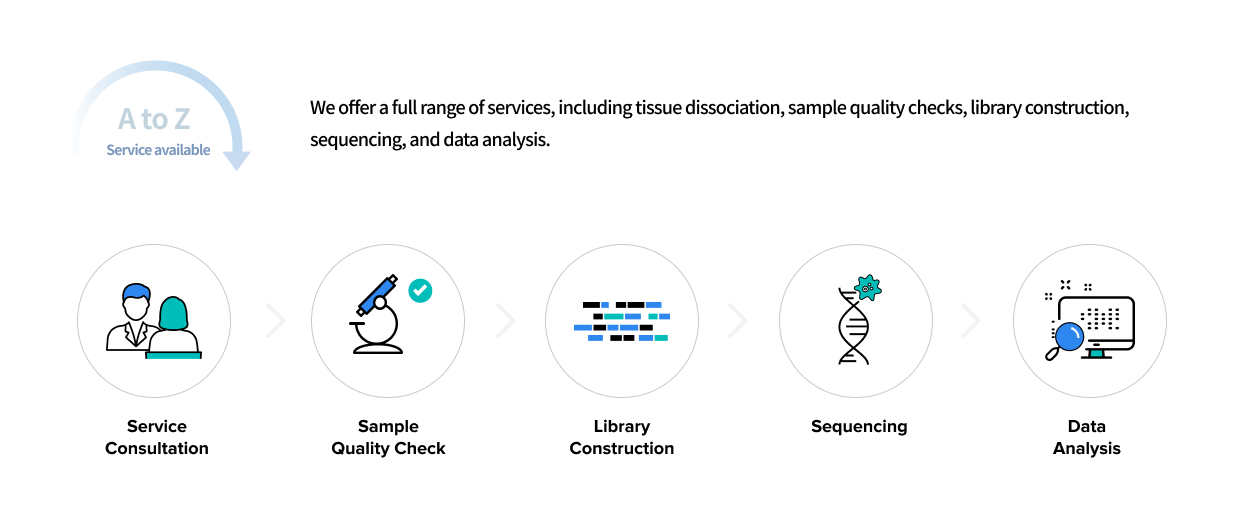 A to Z
Service available
We offer a full range of services, including tissue dissociation, sample quality checks, library construction,
sequencing, and data analysis.
Service
Consultation
Sample
Quality Check
Library
Construction
Sequencing
Data
Analysis